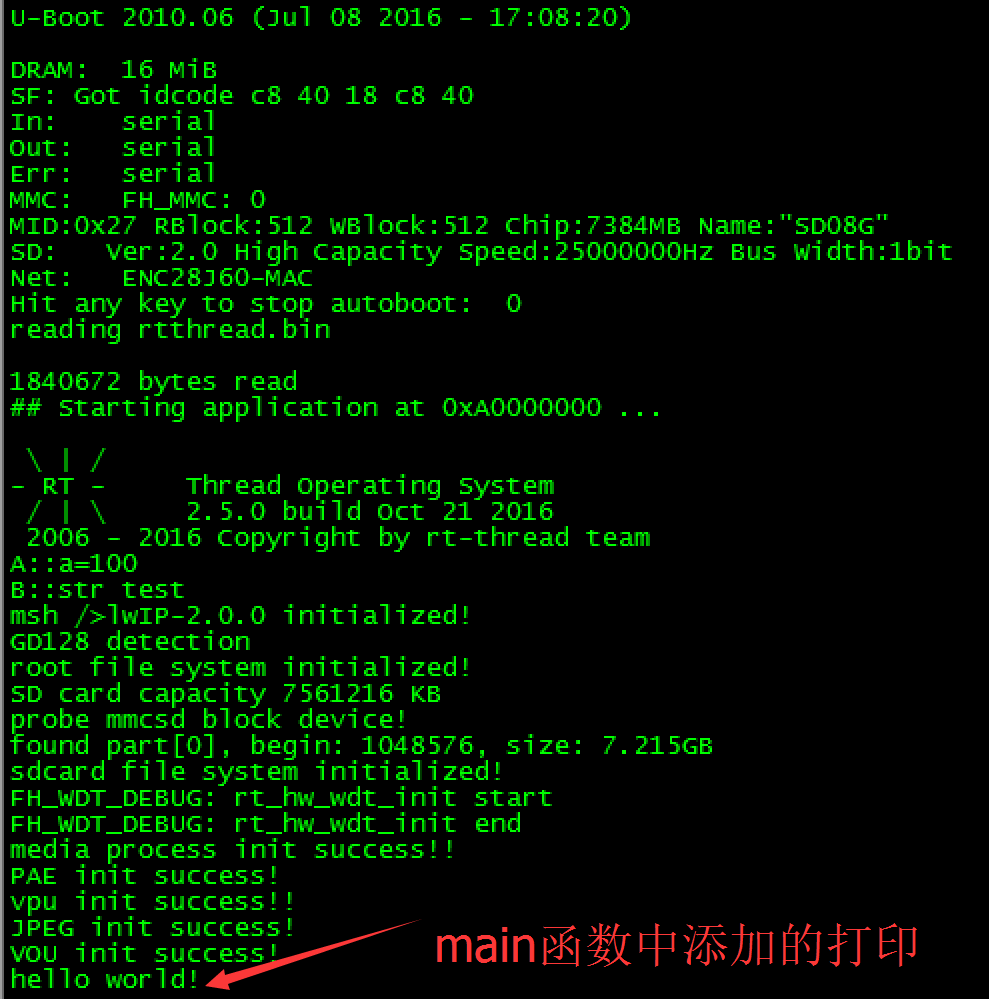 U-Boot 2010.06 (Jul 08 2016 - 17:08:20)
DRAM:  16 MiB
SF: Got idcode c8 40 18 c8 40
In:    serial
Out:   serial
Err:   serial
MMC:   FH_MMC: 0
MID:0x27 RBlock:512 WBlock:512 Chip:7384MB Name:"SD08G"
SD:   Ver:2.0 High Capacity Speed:25000000Hz Bus Width:1bit
Net:   ENC28J60-MAC
Hit any key to stop autoboot:  0
reading rtthread.bin
1840672 bytes read
## Starting application at 0xA0000000 ...
 \ | /
- RT -     Thread Operating System
 / | \     2.5.0 build Oct 21 2016
 2006 - 2016 Copyright by rt-thread team
A::a=100
B::str test
msh />lwIP-2.0.0 initialized!
GD128 detection
root file system initialized!
SD card capacity 7561216 KB
probe mmcsd block device!
found part[0], begin: 1048576, size: 7.215GB
sdcard file system initialized!
FH_WDT_DEBUG: rt_hw_wdt_init start
FH_WDT_DEBUG: rt_hw_wdt_init end
media process init success!!
PAE init success!
vpu init success!!
JPEG init success!
VOU init success!
hello world!
main函数中添加的打印